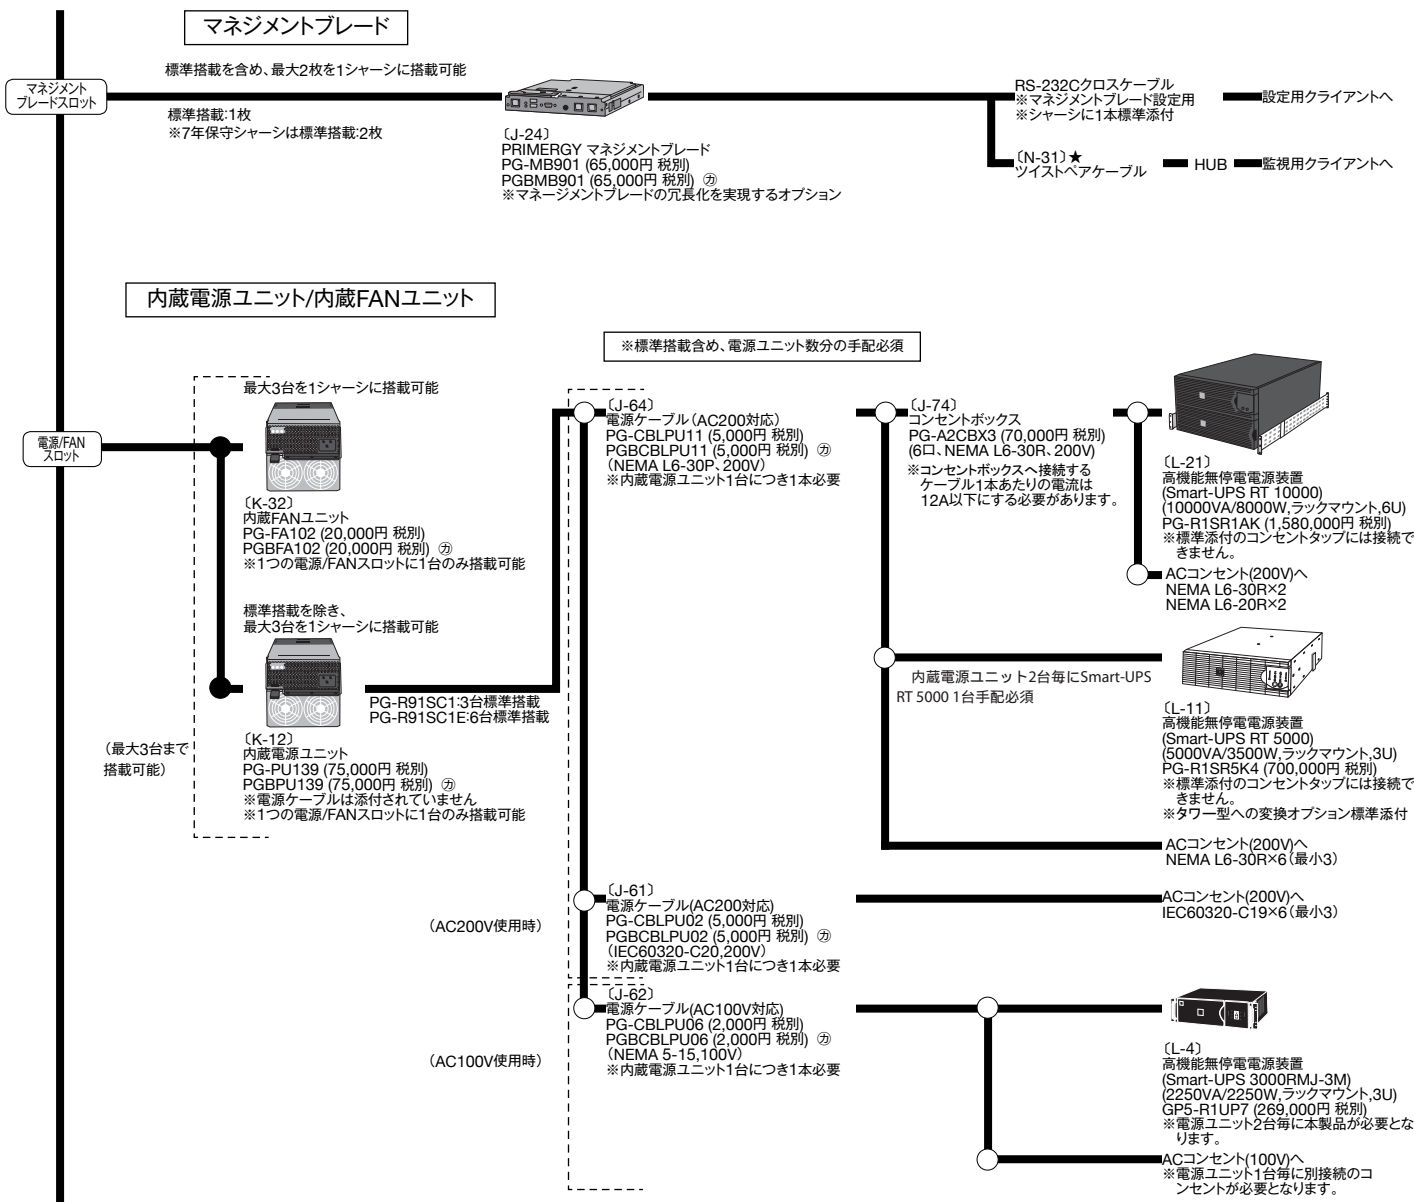 マネジメントブレード
標準搭載を含め、最大2枚を1シャーシに搭載可能
マネジメント
ブレードスロット
標準搭載:1枚
※7年保守シャーシは標準搭載:2枚
〔J-24〕
PRIMERGY マネジメントブレード
PG-MB901 (65,000円 税別)
PGBMB901 (65,000円 税別) ㋕
※マネージメントブレードの冗長化を実現するオプション
RS-232Cクロスケーブル
※マネジメントブレード設定用
※シャーシに1本標準添付
設定用クライアントへ
〔N-31〕★
ツイストペアケーブル
HUB
監視用クライアントへ
内蔵電源ユニット/内蔵FANユニット
※標準搭載含め、電源ユニット数分の手配必須
電源/FAN
スロット
最大3台を1シャーシに搭載可能
〔K-32〕
内蔵FANユニット
PG-FA102 (20,000円 税別)
PGBFA102 (20,000円 税別) ㋕
※1つの電源/FANスロットに1台のみ搭載可能
標準搭載を除き、
最大3台を1シャーシに搭載可能
PG-R91SC1:3台標準搭載
PG-R91SC1E:6台標準搭載
(最大3台まで
搭載可能)
〔K-12〕
内蔵電源ユニット
PG-PU139 (75,000円 税別)
PGBPU139 (75,000円 税別) ㋕
※電源ケーブルは添付されていません
※1つの電源/FANスロットに1台のみ搭載可能
〔J-64〕
電源ケーブル(AC200対応)
PG-CBLPU11 (5,000円 税別)
PGBCBLPU11 (5,000円 税別) ㋕
(NEMA L6-30P、200V)
※内蔵電源ユニット1台につき1本必要
〔J-74〕
コンセントボックス
PG-A2CBX3 (70,000円 税別)
(6口、NEMA L6-30R、200V)
※コンセントボックスへ接続する
ケーブル1本あたりの電流は
12A以下にする必要があります。
〔L-21〕
高機能無停電電源装置
(Smart-UPS RT 10000)
(10000VA/8000W,ラックマウント,6U)
PG-R1SR1AK (1,580,000円 税別)
※標準添付のコンセントタップには接続で
きません。
ACコンセント(200V)へ
NEMA L6-30R×2
NEMA L6-20R×2
内蔵電源ユニット2台毎にSmart-UPS
RT 5000 1台手配必須
〔L-11〕
高機能無停電電源装置
(Smart-UPS RT 5000)
(5000VA/3500W,ラックマウント,3U)
PG-R1SR5K4 (700,000円 税別)
※標準添付のコンセントタップには接続で
きません。
※タワー型への変換オプション標準添付
ACコンセント(200V)へ
NEMA L6-30R×6(最小3)
(AC200V使用時)
〔J-61〕
電源ケーブル(AC200対応)
PG-CBLPU02 (5,000円 税別)
PGBCBLPU02 (5,000円 税別) ㋕
(IEC60320-C20,200V)
※内蔵電源ユニット1台につき1本必要
ACコンセント(200V)へ
IEC60320-C19×6(最小3)
(AC100V使用時)
〔J-62〕
電源ケーブル(AC100V対応)
PG-CBLPU06 (2,000円 税別)
PGBCBLPU06 (2,000円 税別) ㋕
(NEMA 5-15,100V)
※内蔵電源ユニット1台につき1本必要
〔L-4〕
高機能無停電電源装置
(Smart-UPS 3000RMJ-3M)
(2250VA/2250W,ラックマウント,3U)
GP5-R1UP7 (269,000円 税別)
※電源ユニット2台毎に本製品が必要とな
ります。
ACコンセント(100V)へ
※電源ユニット1台毎に別接続のコ
ンセントが必要となります。